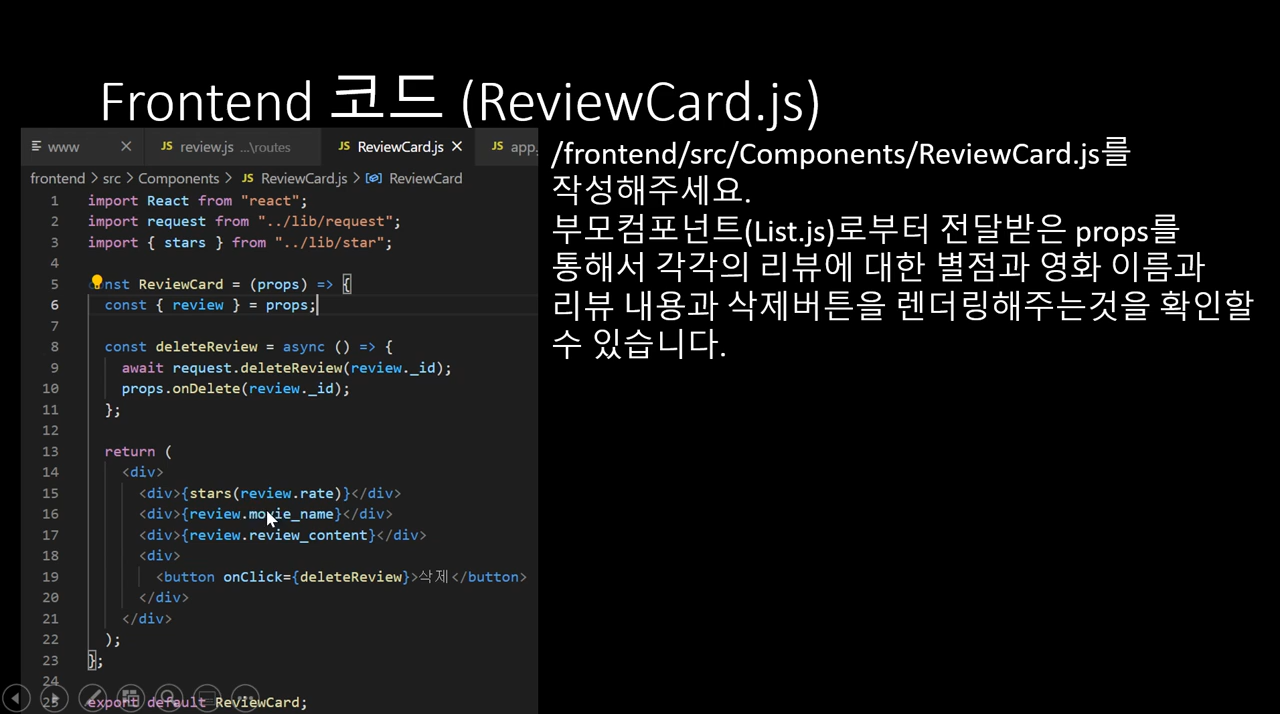 Frontend 코드 (ReviewCard.js)
www
review.js ...\routes
ReviewCard.js
app.
frontend > src > Components > ReviewCard.js > ReviewCard
1 import React from "react";
2 import request from "../lib/request";
3 import { stars } from "../lib/star";
4
5 nst ReviewCard = (props) => {
6 const { review } = props;
7
8 const deleteReview = async () => {
9 await request.deleteReview(review._id);
10 props.onDelete(review._id);
11 };
12
13 return (
14 <div>
15 <div>{stars(review.rate)}</div>
16 <div>{review.movie_name}</div>
17 <div>{review.review_content}</div>
18 <div>
19 <button onClick={deleteReview}>삭제</button>
20 </div>
21 </div>
22 );
23 };
24
25 export default ReviewCard;
/frontend/src/Components/ReviewCard.js를
작성해주세요.
부모컴포넌트(List.js)로부터 전달받은 props를
통해서 각각의 리뷰에 대한 별점과 영화 이름과
리뷰 내용과 삭제버튼을 렌더링해주는것을 확인할
수 있습니다.